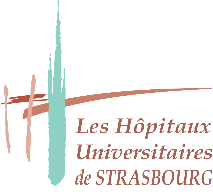 Les Hôpitaux
Universitaires
de STRASBOURG